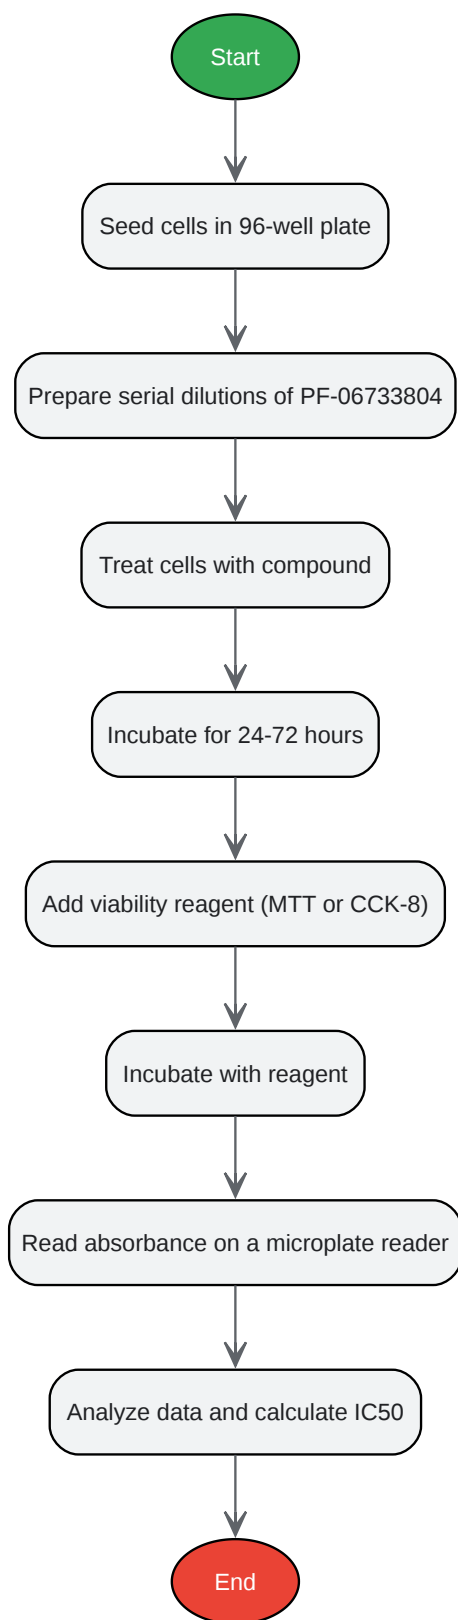 Start
Seed cells in 96-well plate
Prepare serial dilutions of PF-06733804
Treat cells with compound
Incubate for 24-72 hours
Add viability reagent (MTT or CCK-8)
Incubate with reagent
Read absorbance on a microplate reader
Analyze data and calculate IC50
End